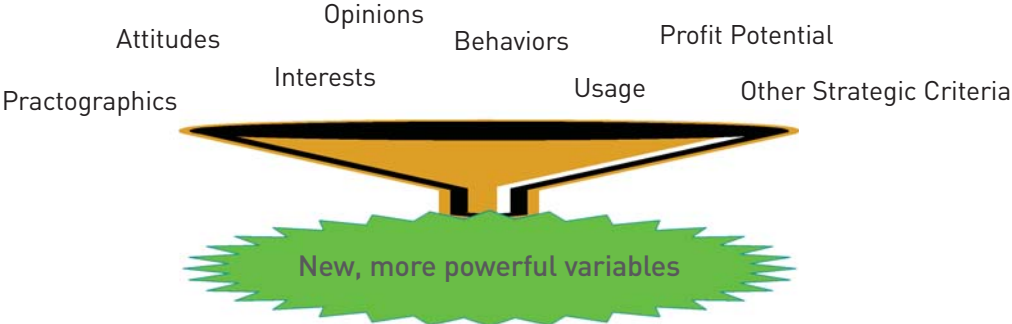 Opinions
Attitudes
Behaviors
Profit Potential
Interests
Usage
Other Strategic Criteria
Practographics
New, more powerful variables